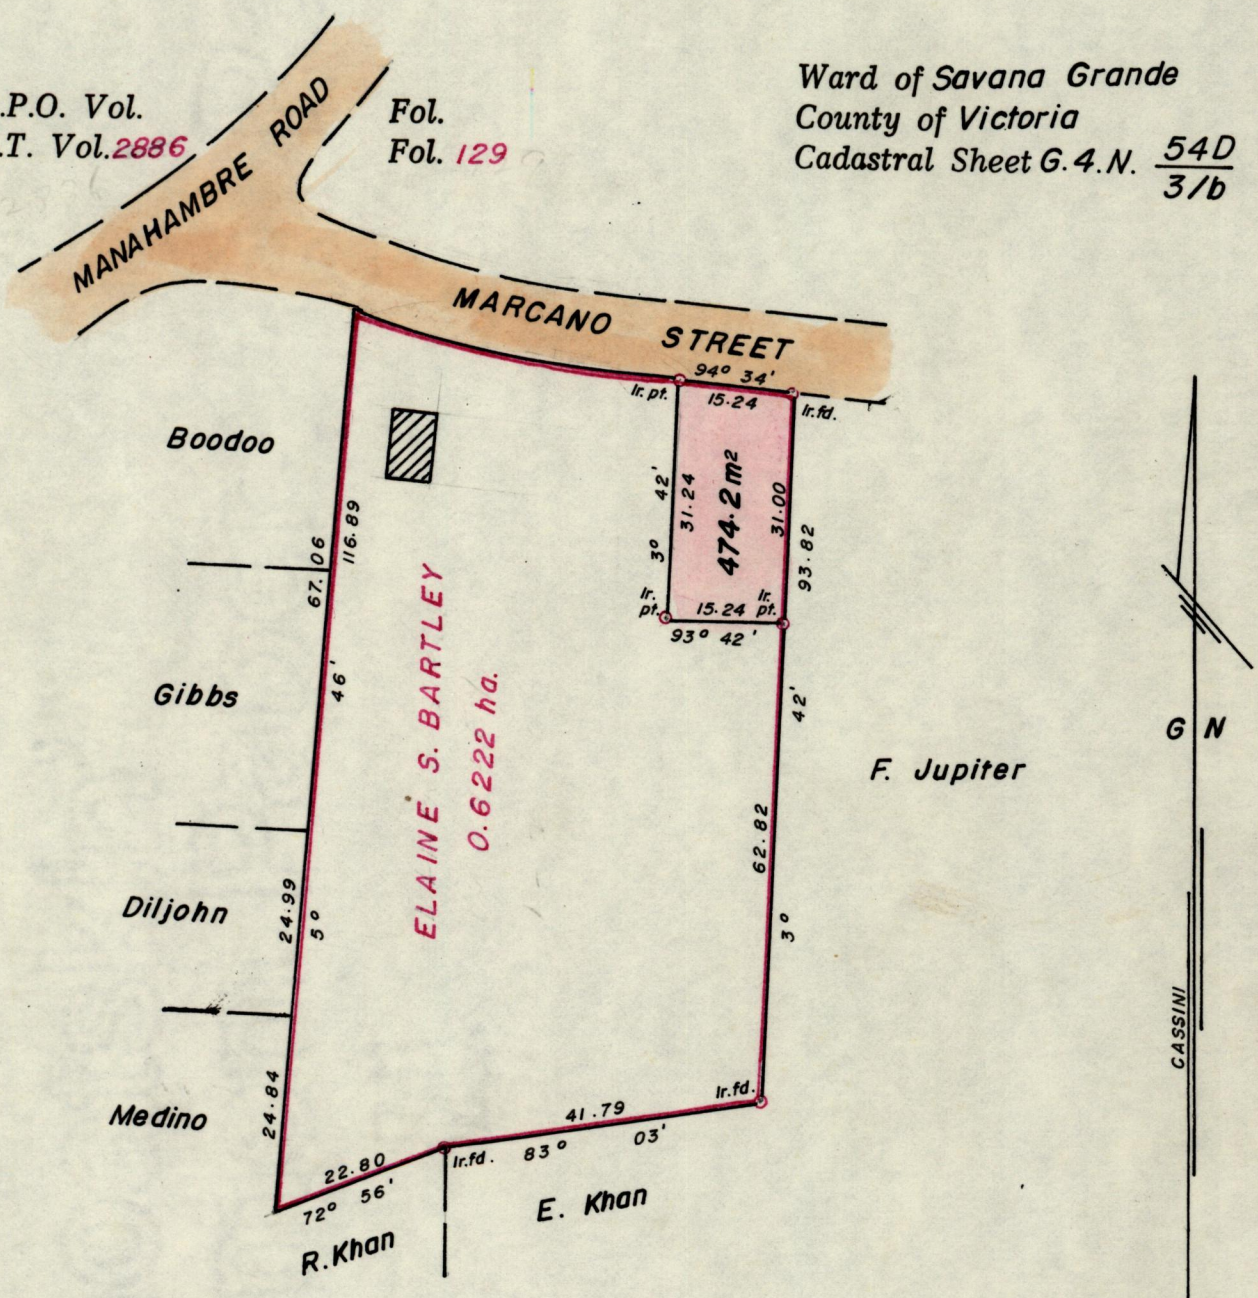 .P.O. Vol.
Fol.
.T. Vol.2886
Fol. 129
Ward of Savana Grande
County of Victoria
Cadastral Sheet G.4.N. 54D
3/b
MANAHAMBRE ROAD
MARCANO STREET
94° 34'
15.24
Ir.pt.
Ir.fd.
Boodoo
42'
3°
31.24
474.2m²
31.00
93.82
67.06
116.89
Ir.
pt.
15.24
Ir.
pt.
93° 42'
ELAINE S. BARTLEY
0.6222 ha.
46'
5°
Gibbs
42'
3°
62.82
F. Jupiter
G N
Diljohn
24.99
CASSINI
Medino
24.84
Ir.fd.
41.79
83° 03'
Ir.fd.
22.80
72° 56'
E. Khan
R.Khan